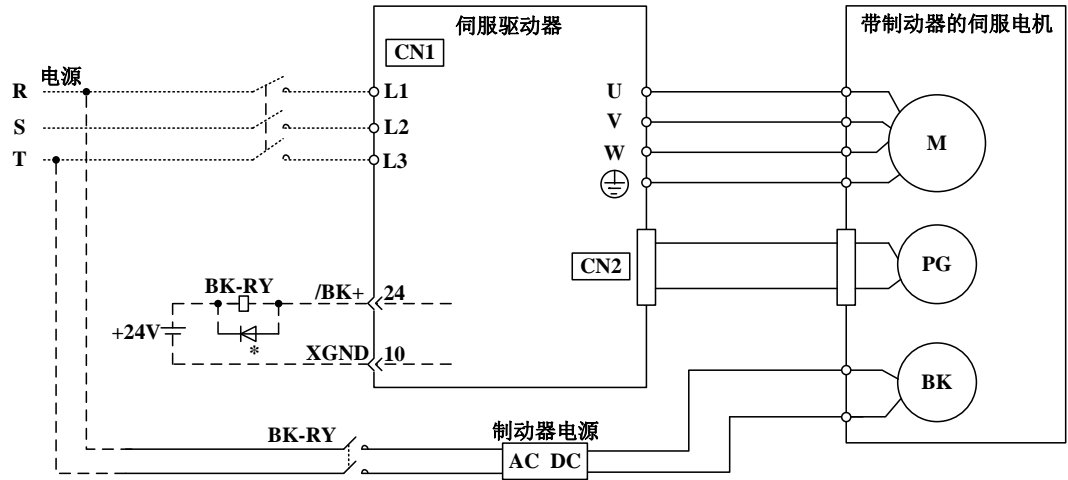 伺服驱动器
带制动器的伺服电机
CN1
电源
R
L1
U
S
L2
V
M
T
L3
W
CN2
PG
BK-RY
/BK+
24
+24V
*
XGND
10
BK
BK-RY
制动器电源
AC DC